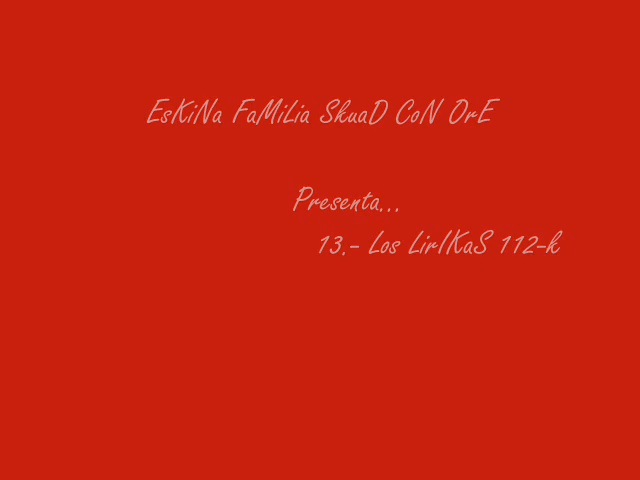 EsKiNa FaMiLia SkuaD CoN OrE
Presenta...
13.- Los LirIKaS 112-k